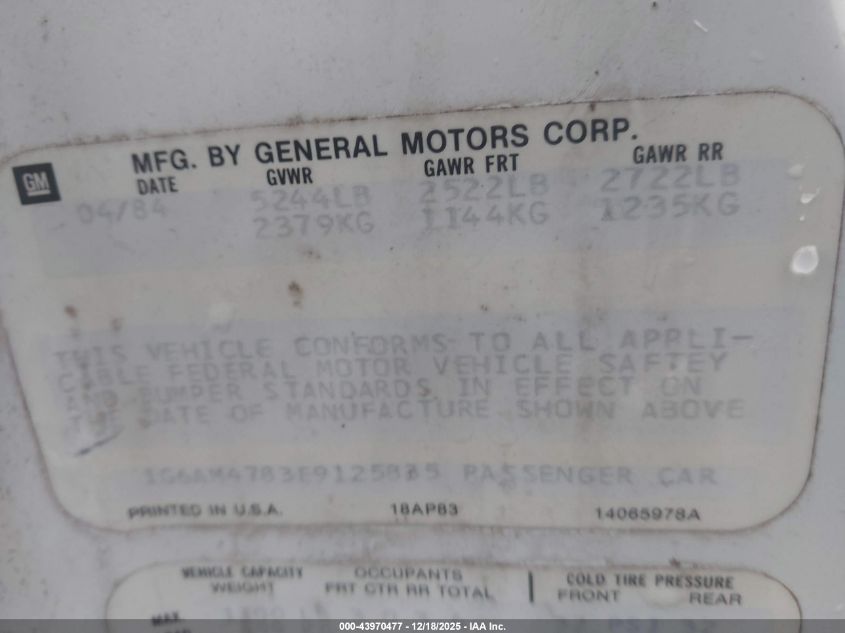 MFG. BY GENERAL MOTORS CORP.
GM
DATE GVWR GAWR FRT GAWR RR
04/84 5244LB 2522LB 2722LB
2379KG 1144KG 1235KG
THIS VEHICLE CONFORMS TO ALL APPLI-
CABLE FEDERAL MOTOR VEHICLE SAFTEY
AND BUMPER STANDARDS IN EFFECT ON
THE DATE OF MANUFACTURE SHOWN ABOVE
1G6AM4783E9125835 PASSENGER CAR
PRINTED IN U.S.A. 18AP83 14065978A
VEHICLE CAPACITY OCCUPANTS COLD TIRE PRESSURE
WEIGHT FRT CTR RR TOTAL FRONT REAR
MAX
000-43970477 - 12/18/2025 - IAA Inc.